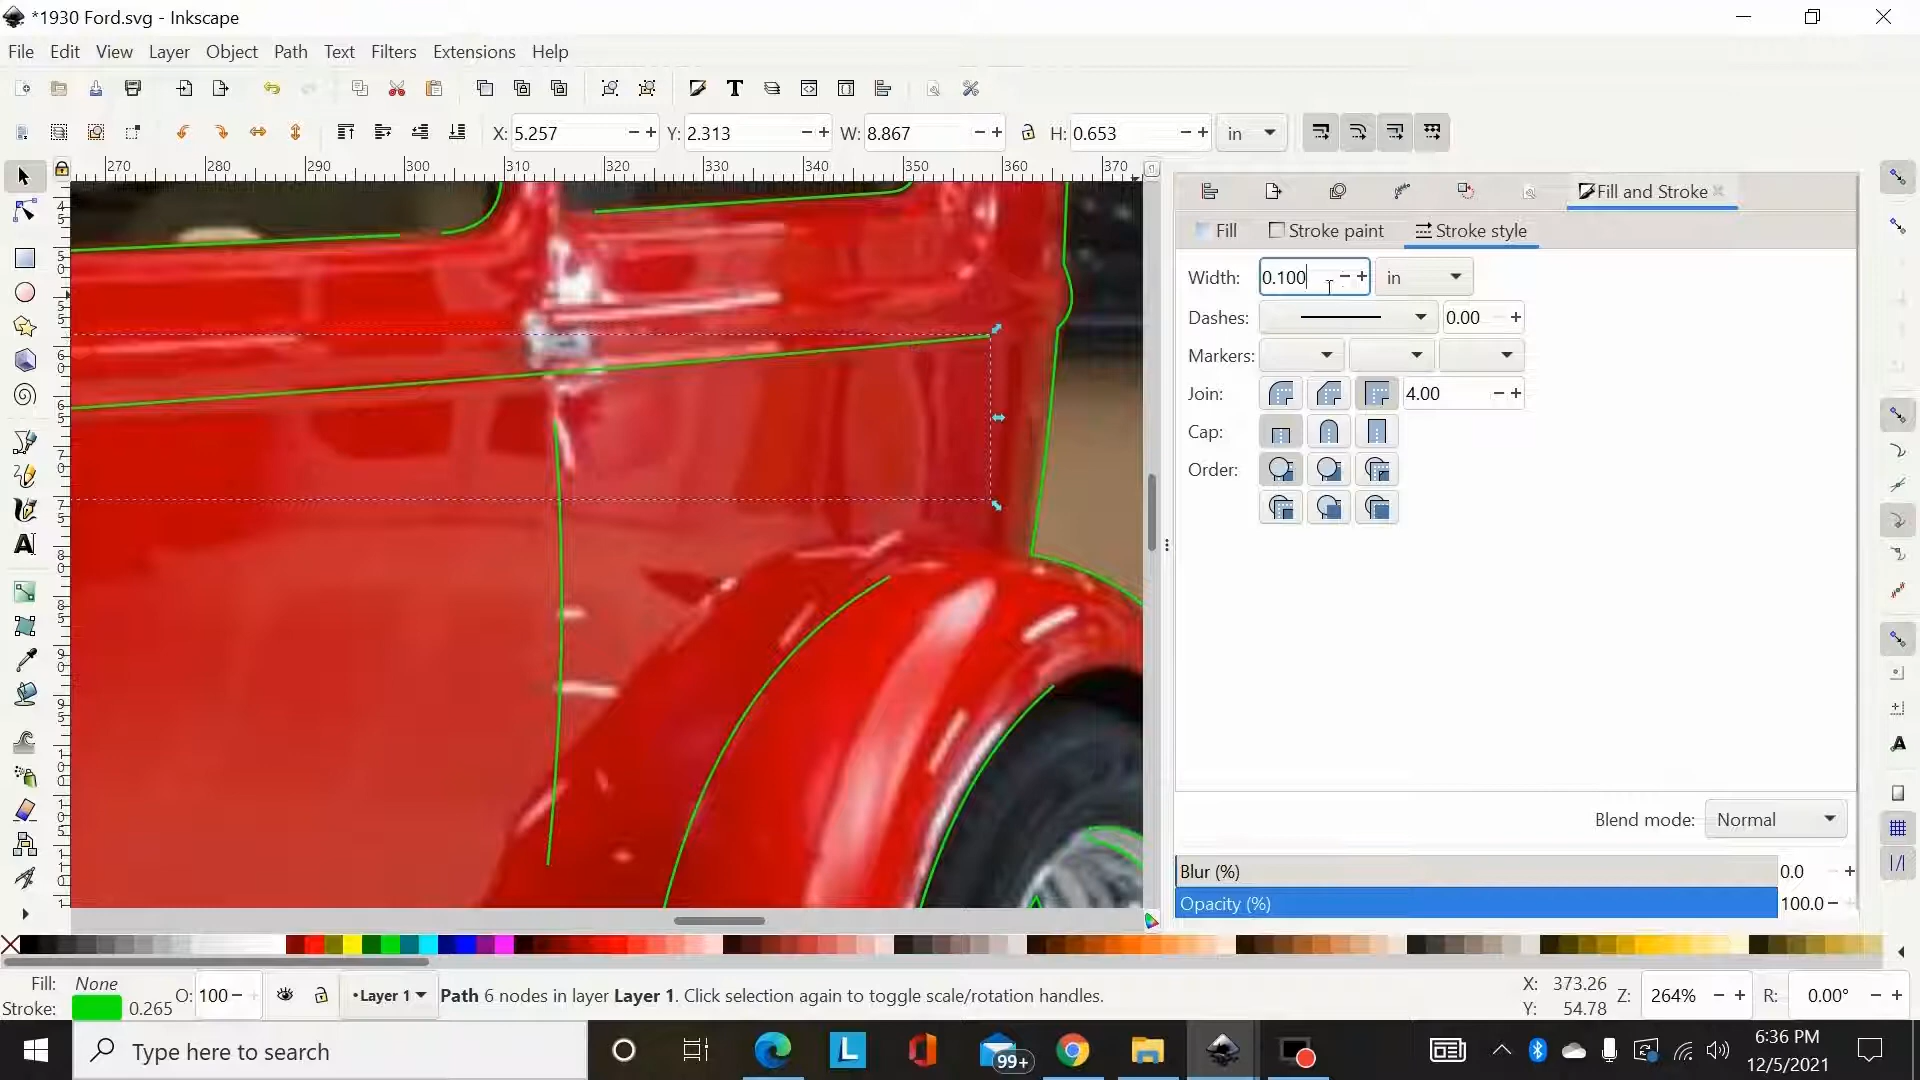 *1930 Ford.svg - Inkscape
File Edit View Layer Object Path Text Filters Extensions Help
X: 5.257 Y: 2.313 W: 8.867 H: 0.653 in
270 280 290 300 310 320 330 340 350 360 370
Fill and Stroke
Fill Stroke paint Stroke style
Width: 0.100 in
Dashes: 0.00
Markers:
Join: 4.00
Cap:
Order:
Blend mode: Normal
Blur (%) 0.0
Opacity (%) 100.0
Fill: None
Stroke: 0.265
O: 100
Layer 1
Path 6 nodes in layer Layer 1. Click selection again to toggle scale/rotation handles.
X: 373.26
Y: 54.78
Z: 264%
R: 0.00°
Type here to search
L
99+
6:36 PM
12/5/2021